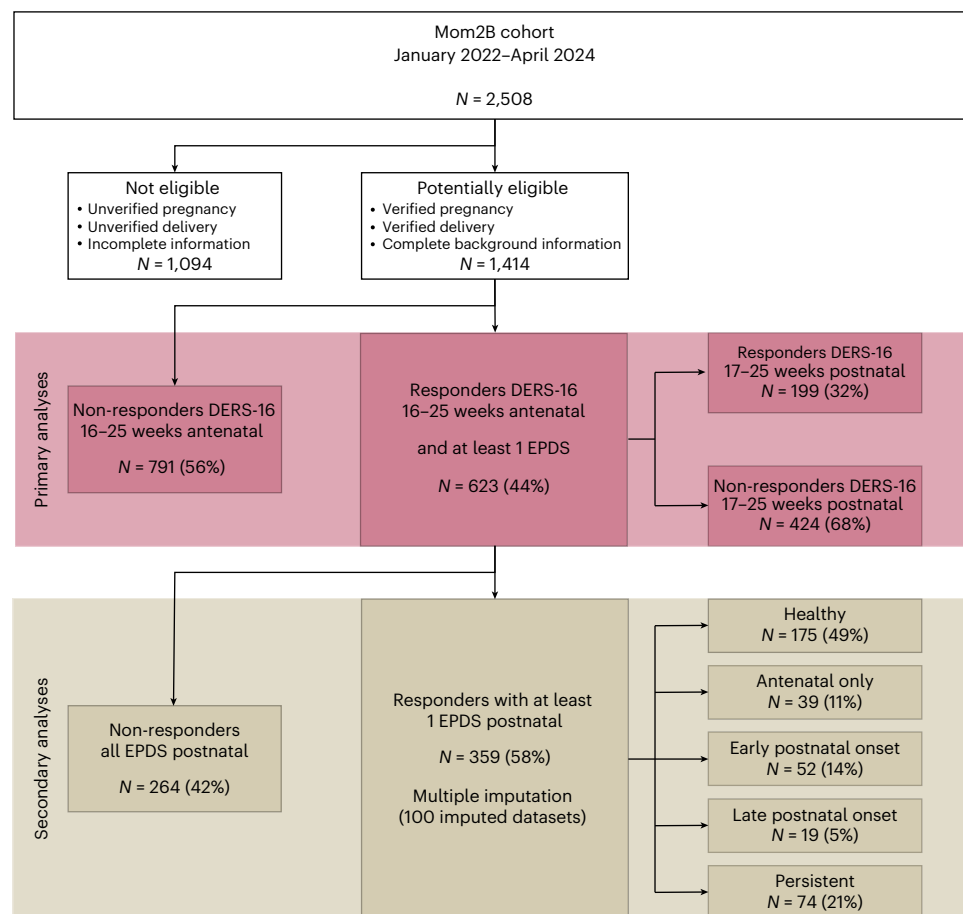 Mom2B cohort
January 2022–April 2024
N = 2,508
Not eligible
• Unverified pregnancy
• Unverified delivery
• Incomplete information
N = 1,094
Potentially eligible
• Verified pregnancy
• Verified delivery
• Complete background information
N = 1,414
Primary analyses
Non-responders DERS-16
16–25 weeks antenatal
N = 791 (56%)
Responders DERS-16
16–25 weeks antenatal
and at least 1 EPDS
N = 623 (44%)
Responders DERS-16
17–25 weeks postnatal
N = 199 (32%)
Non-responders DERS-16
17–25 weeks postnatal
N = 424 (68%)
Secondary analyses
Non-responders
all EPDS postnatal
N = 264 (42%)
Responders with at least
1 EPDS postnatal
N = 359 (58%)
Multiple imputation
(100 imputed datasets)
Healthy
N = 175 (49%)
Antenatal only
N = 39 (11%)
Early postnatal onset
N = 52 (14%)
Late postnatal onset
N = 19 (5%)
Persistent
N = 74 (21%)